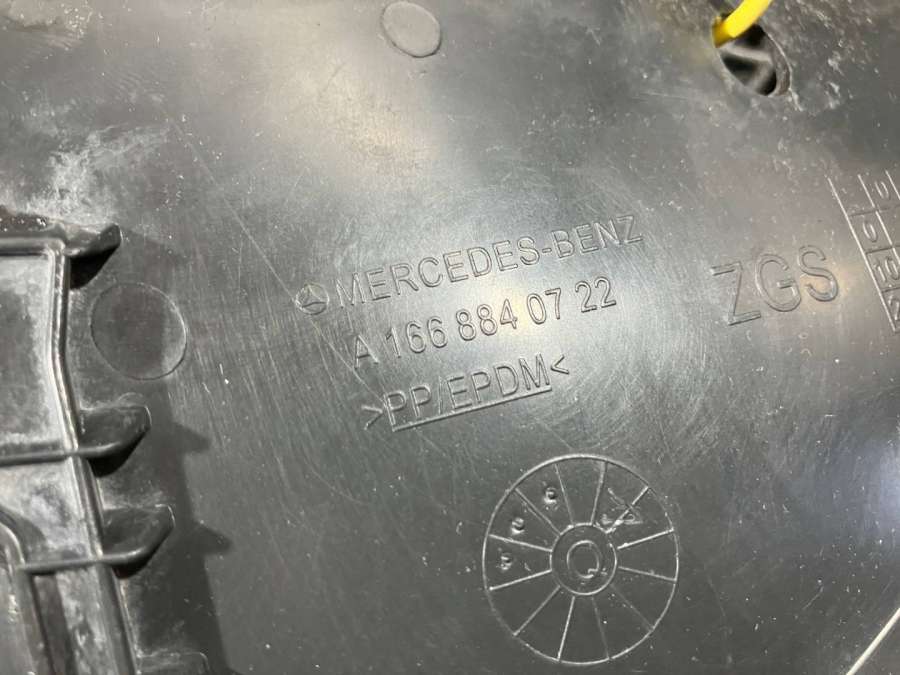 MERCEDES-BENZ
A 166 884 07 22
>PP/EPDM<
ZGS
Q